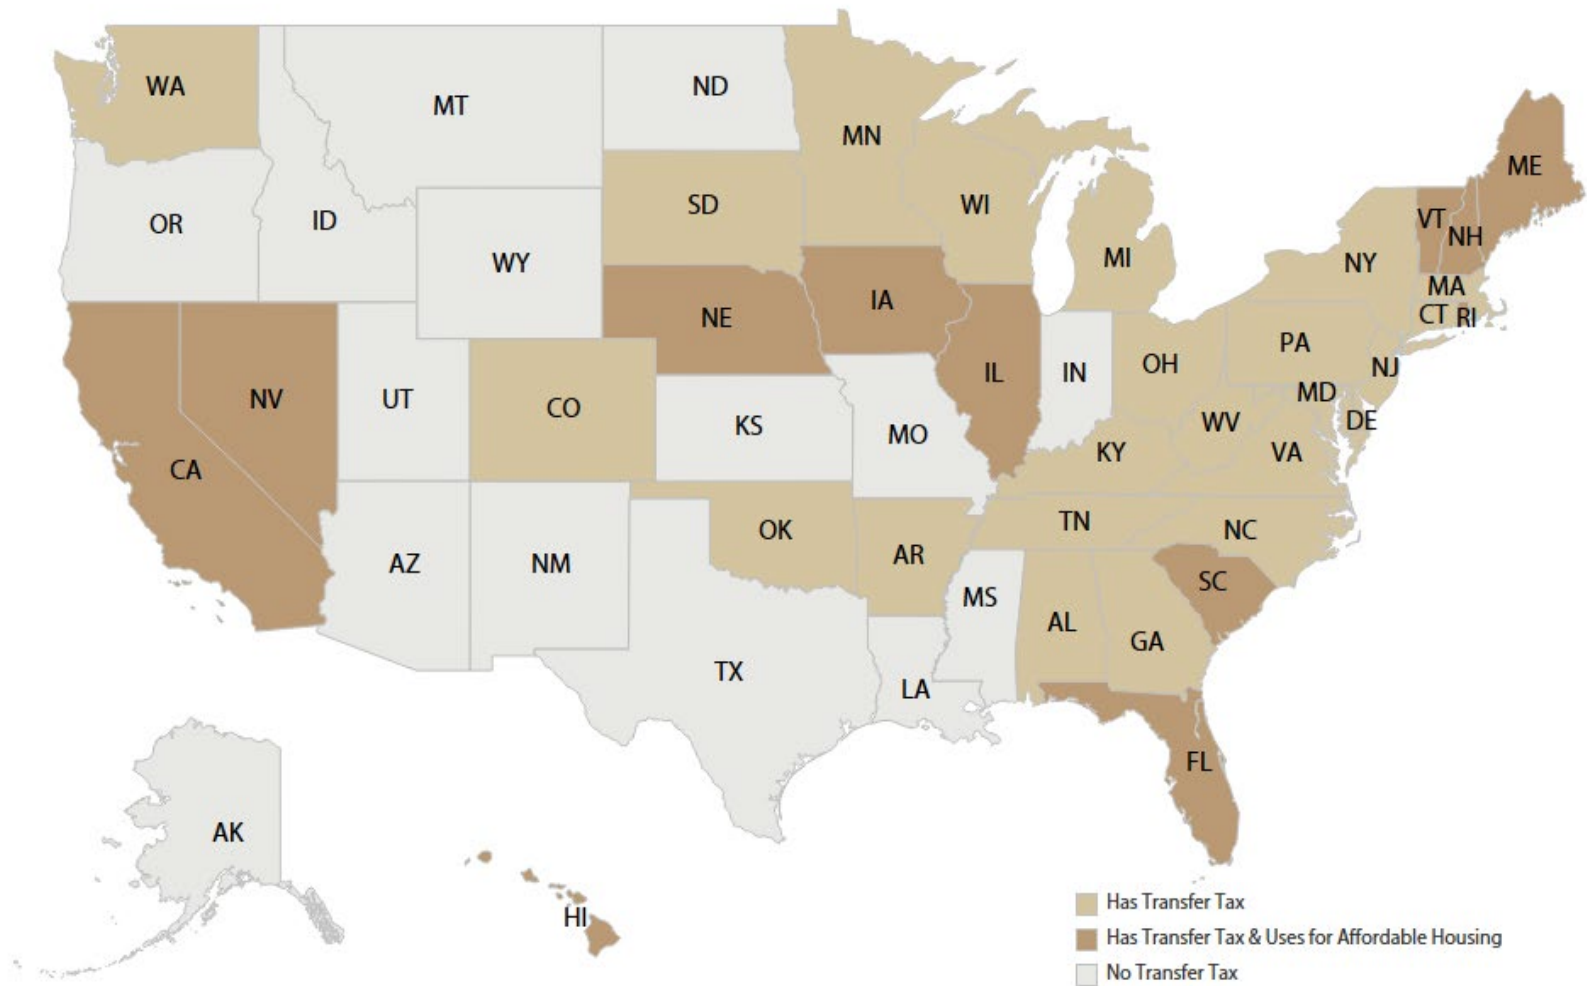 WA
MT
ND
MN
ME
OR
ID
SD
WI
VT
NH
WY
MI
NY
MA
NE
IA
CT
RI
PA
NV
UT
CO
IL
IN
OH
NJ
MD
KS
MO
WV
DE
CA
KY
VA
OK
TN
NC
AZ
NM
AR
SC
MS
AL
GA
TX
LA
FL
AK
HI
Has Transfer Tax
Has Transfer Tax & Uses for Affordable Housing
No Transfer Tax